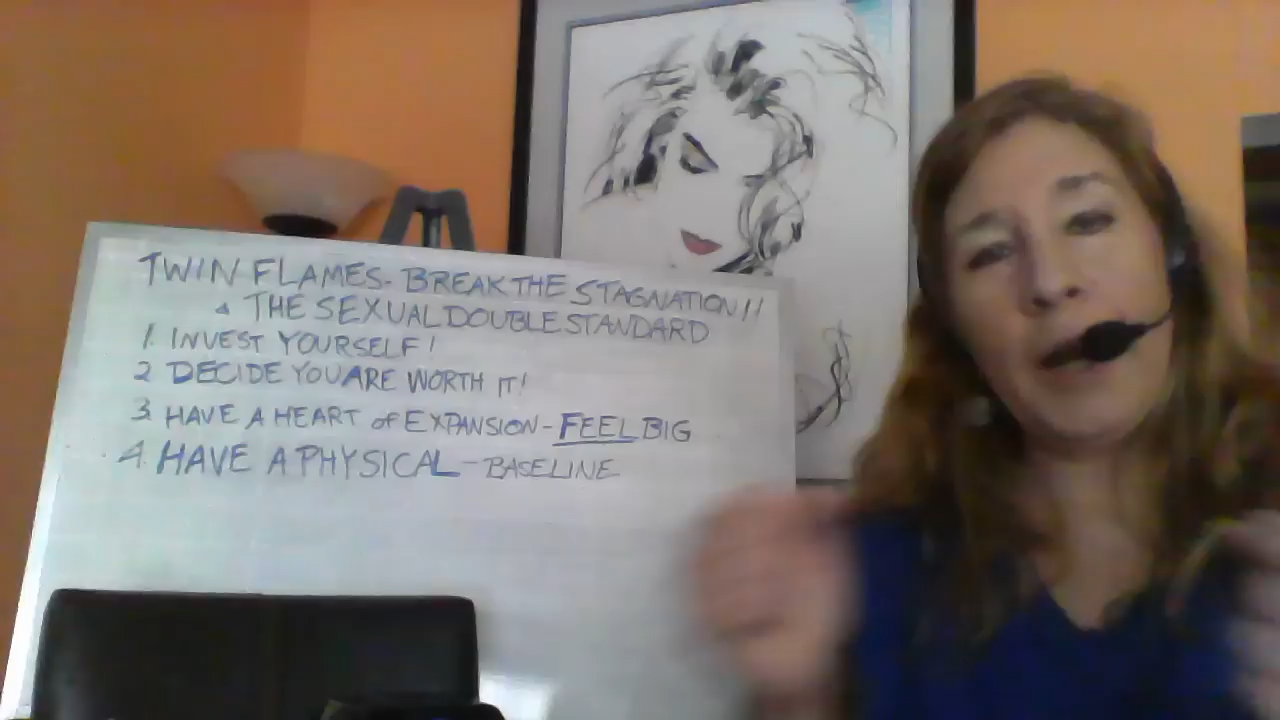 TWIN FLAMES- BREAK THE STAGNATION!!
THE SEXUAL DOUBLE STANDARD
1. INVEST YOURSELF!
2 DECIDE YOU ARE WORTH IT!
3. HAVE A HEART of EXPANSION- FEEL BIG
4. HAVE A PHYSICAL - BASELINE